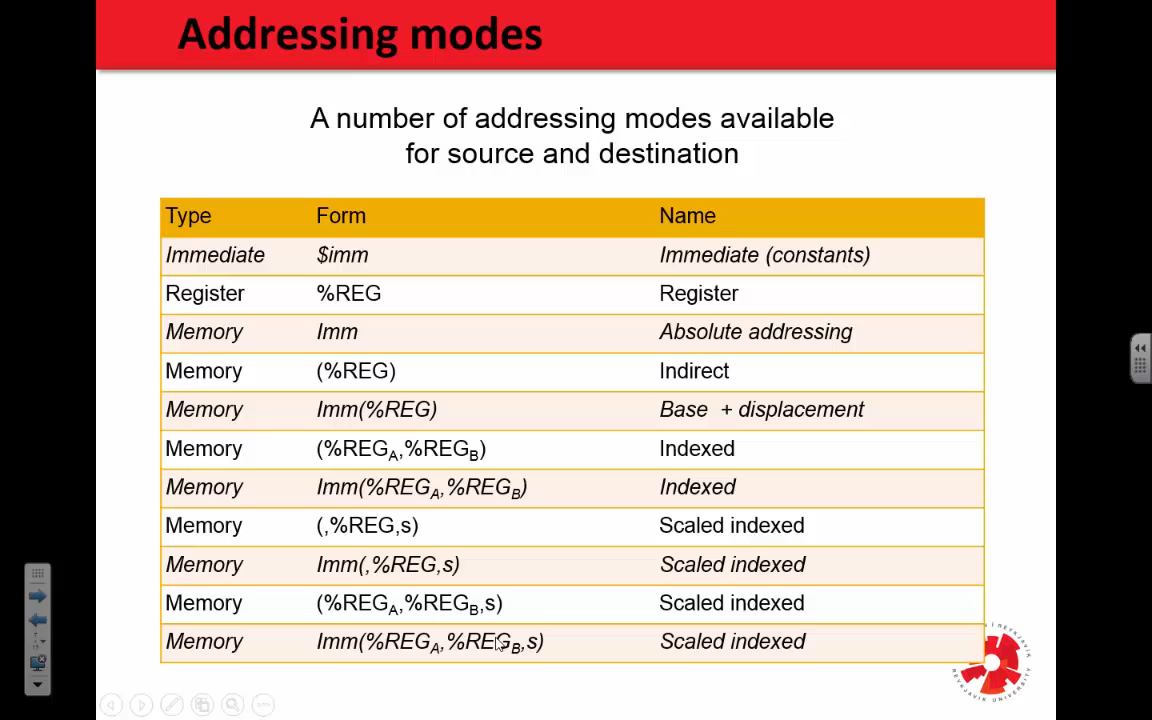 Addressing modes
A number of addressing modes available
for source and destination
Type Form Name
Immediate $imm Immediate (constants)
Register %REG Register
Memory Imm Absolute addressing
Memory (%REG) Indirect
Memory Imm(%REG) Base + displacement
Memory (%REGA,%REGB) Indexed
Memory Imm(%REGA,%REGB) Indexed
Memory (,%REG,s) Scaled indexed
Memory Imm(,%REG,s) Scaled indexed
Memory (%REGA,%REGB,s) Scaled indexed
Memory Imm(%REGA,%REGB,s) Scaled indexed
REYKJAVIK UNIVERSITY